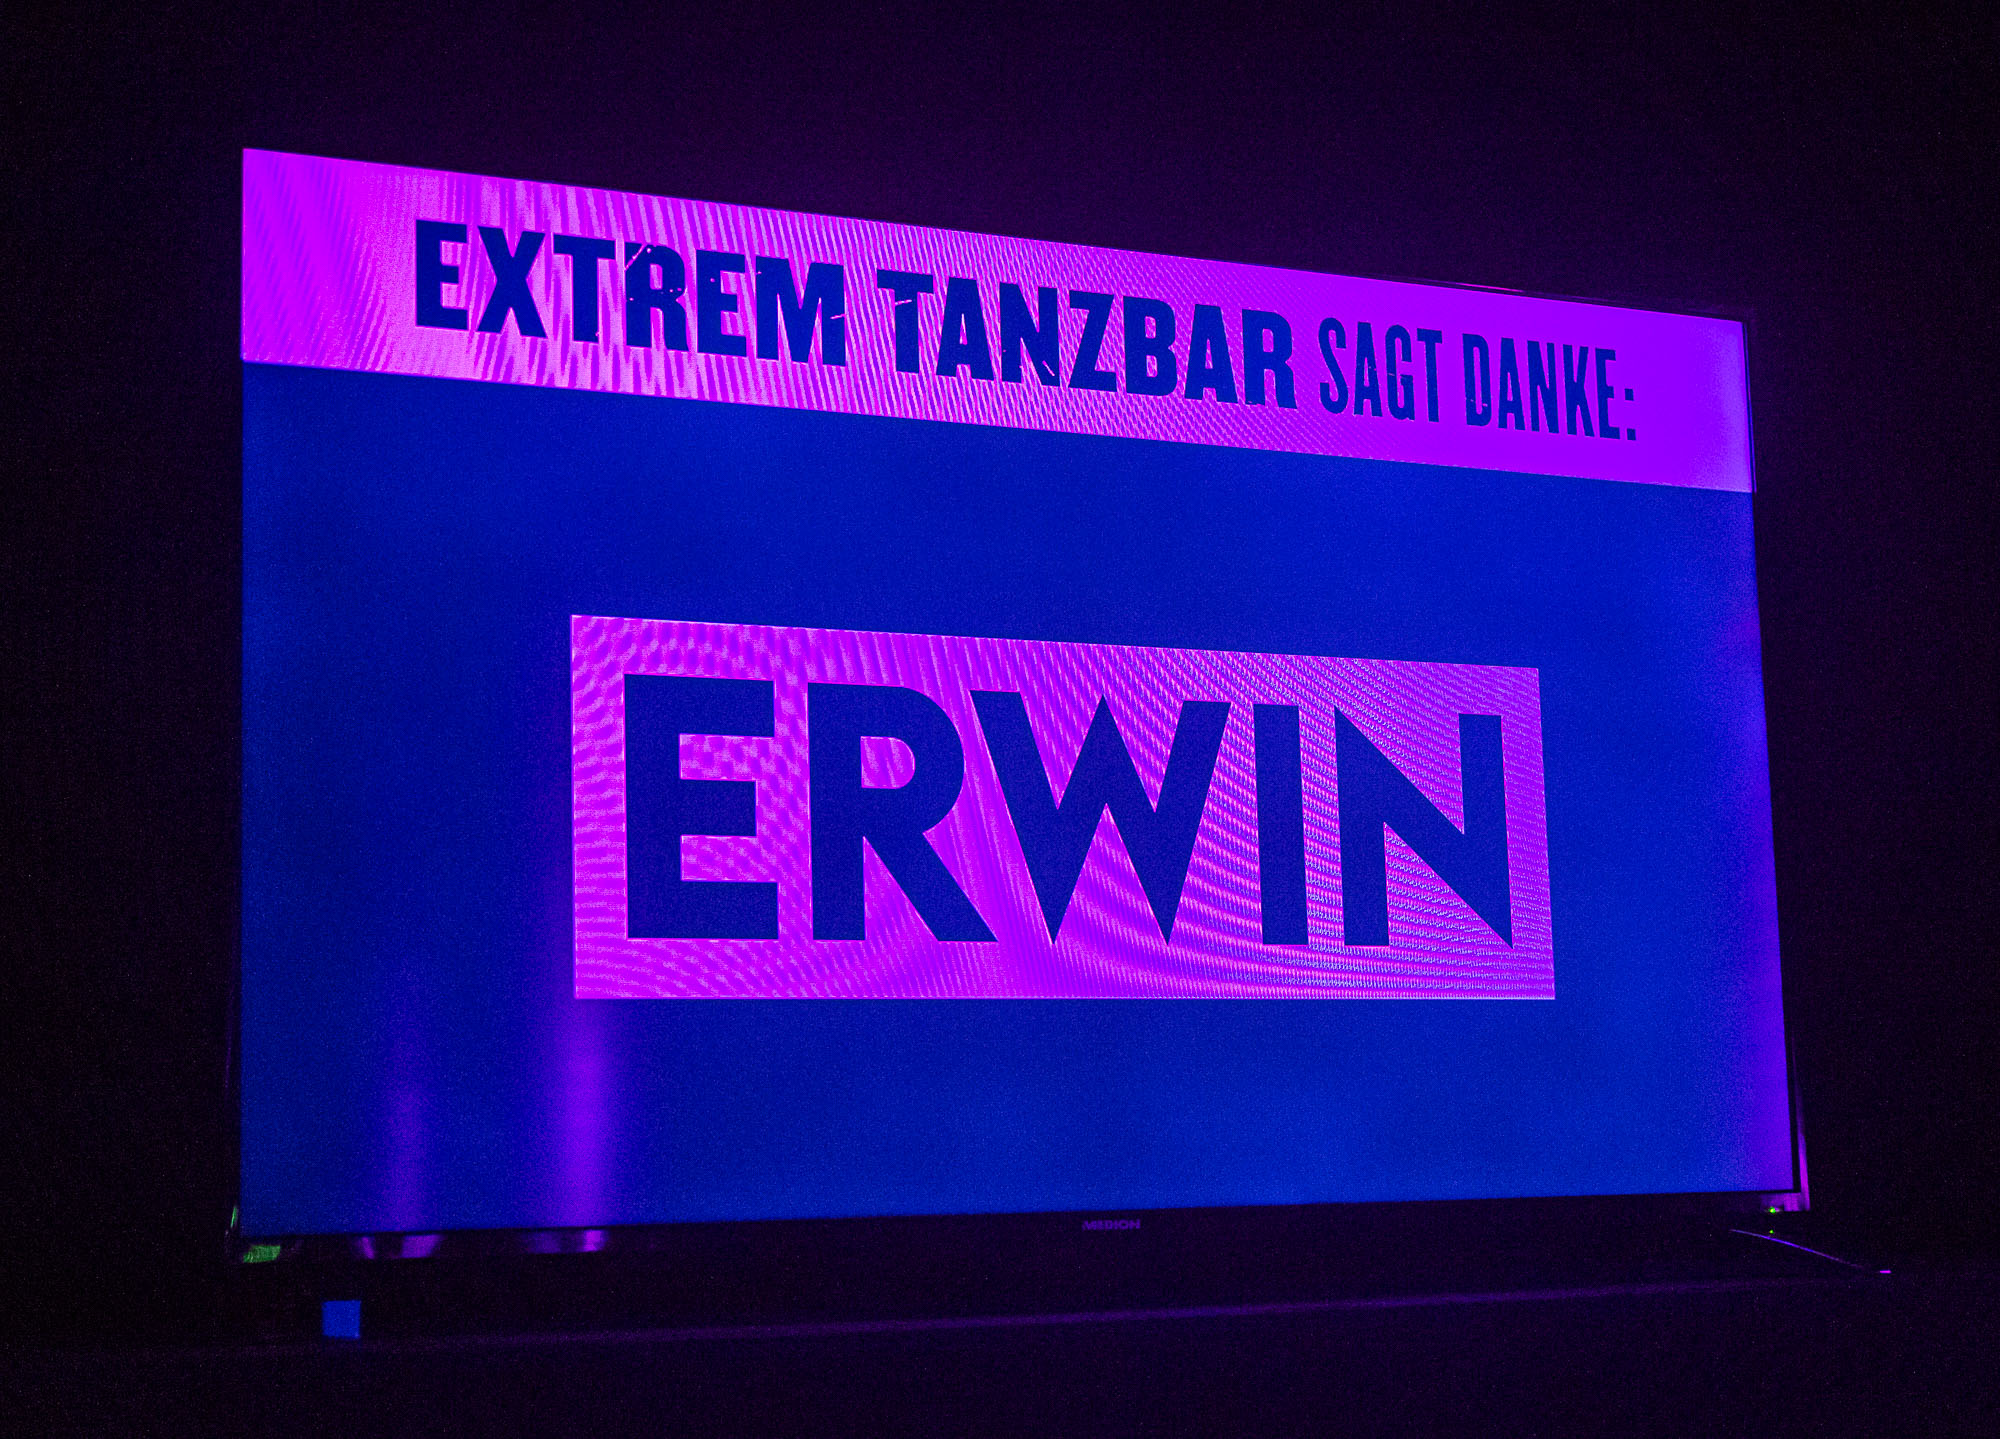 EXTREM TANZBAR SAGT DANKE:
ERWIN
MEDION